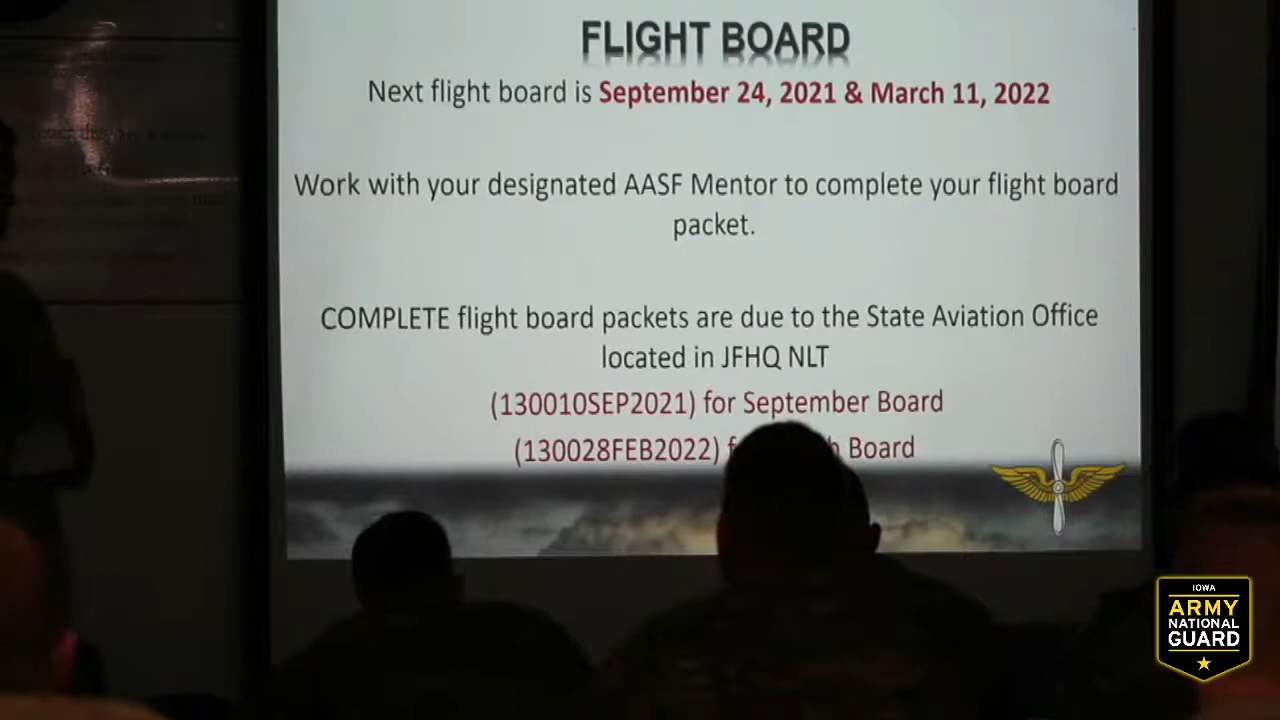 FLIGHT BOARD
Next flight board is September 24, 2021 & March 11, 2022
Work with your designated AASF Mentor to complete your flight board
packet.
COMPLETE flight board packets are due to the State Aviation Office
located in JFHQ NLT
(130010SEP2021) for September Board
(130028FEB2022) Board
IOWA
ARMY
NATIONAL
GUARD